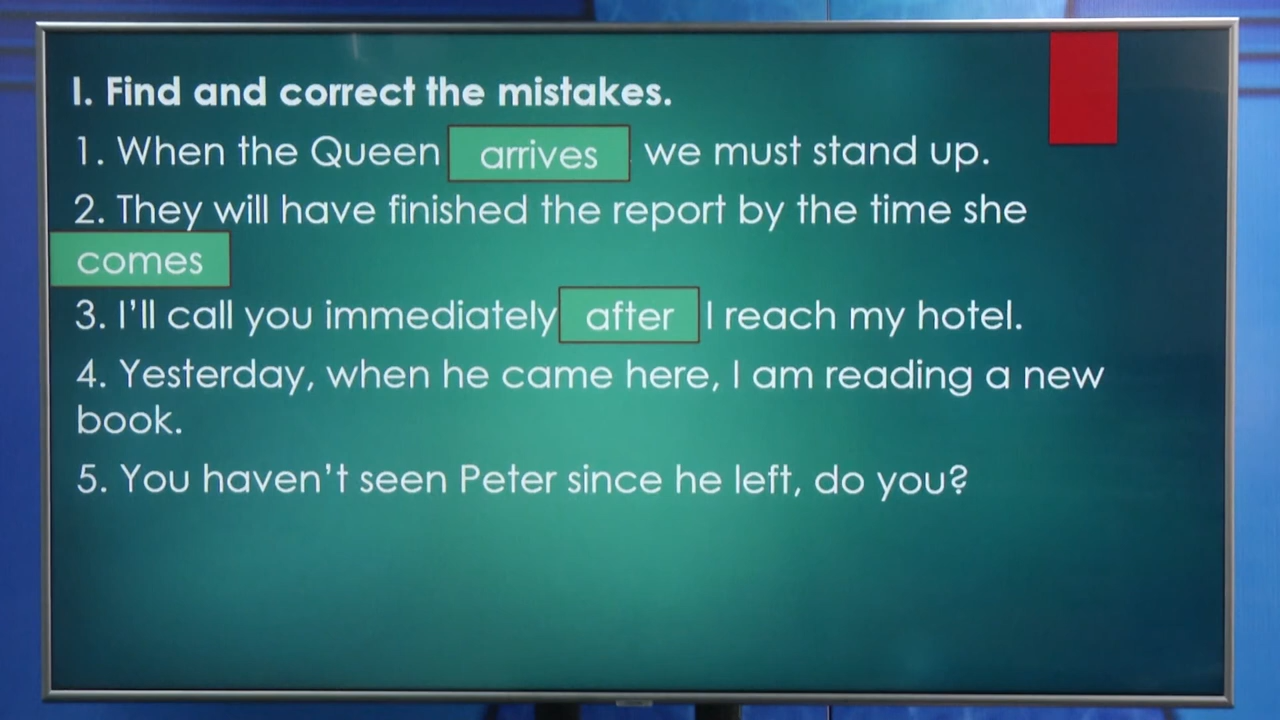 I. Find and correct the mistakes.
1. When the Queen arrives we must stand up.
2. They will have finished the report by the time she
comes
3. I'll call you immediately after I reach my hotel.
4. Yesterday, when he came here, I am reading a new
book.
5. You haven't seen Peter since he left, do you?